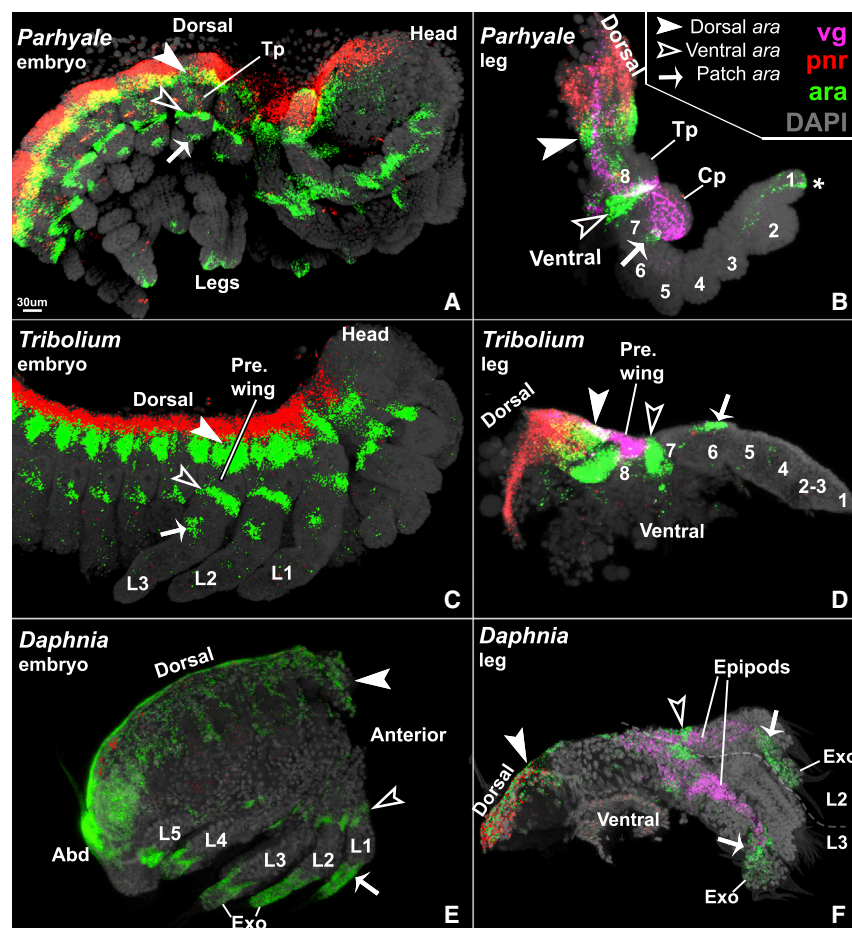 Parhyale
embryo
Dorsal
Tp
Head
Legs
30um
A
Parhyale
leg
Dorsal
Dorsal ara
Ventral ara
Patch ara
vg
pnr
ara
DAPI
Tp
Cp
8
7
6
5
4
3
2
1
*
Ventral
B
Tribolium
embryo
Head
Pre.
wing
Dorsal
L3
L2
L1
C
Tribolium
leg
Pre.
wing
Dorsal
8
7
6
5
4
2-3
1
Ventral
D
Daphnia
embryo
Dorsal
Anterior
L5
L4
L3
L2
L1
Abd
Exo
E
Daphnia
leg
Epipods
Dorsal
Ventral
Exo
L2
L3
Exo
F